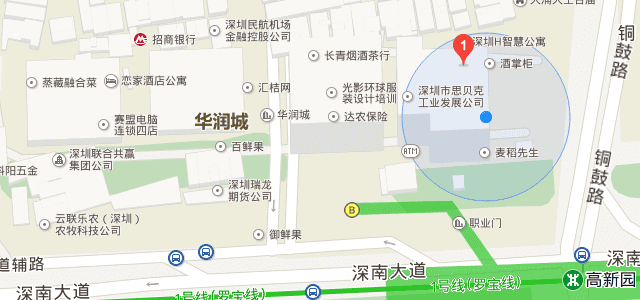 深圳民航机场
金融控股公司
招商银行
铜鼓路
长青烟酒茶行
深圳H智慧公寓
1
酒掌柜
蒸藏融合菜
恋家酒店公寓
汇桔网
光影环球服
装设计培训
深圳市思贝克
工业发展公司
赛盟电脑
连锁四店
华润城
华润城
达农保险
百鲜果
ATM
麦稻先生
铜鼓路
深圳联合共赢
集团公司
科阳五金
深圳瑞龙
期货公司
B
云联乐农（深圳）
农牧科技公司
御鲜果
职业门
道辅路
深南大道
深南
深南大道
1号线(罗宝线)
1号线(罗宝线)
高新园